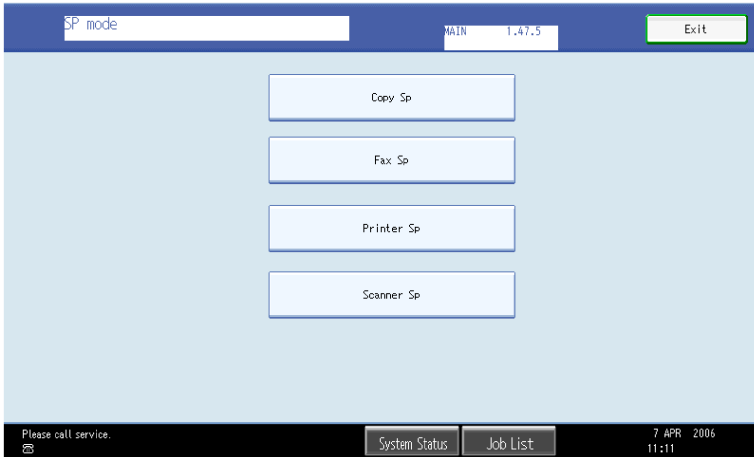 SP mode
MAIN 1.47.5
Exit
Copy Sp
Fax Sp
Printer Sp
Scanner Sp
Please call service.
System Status
Job List
7 APR 2006
11:11